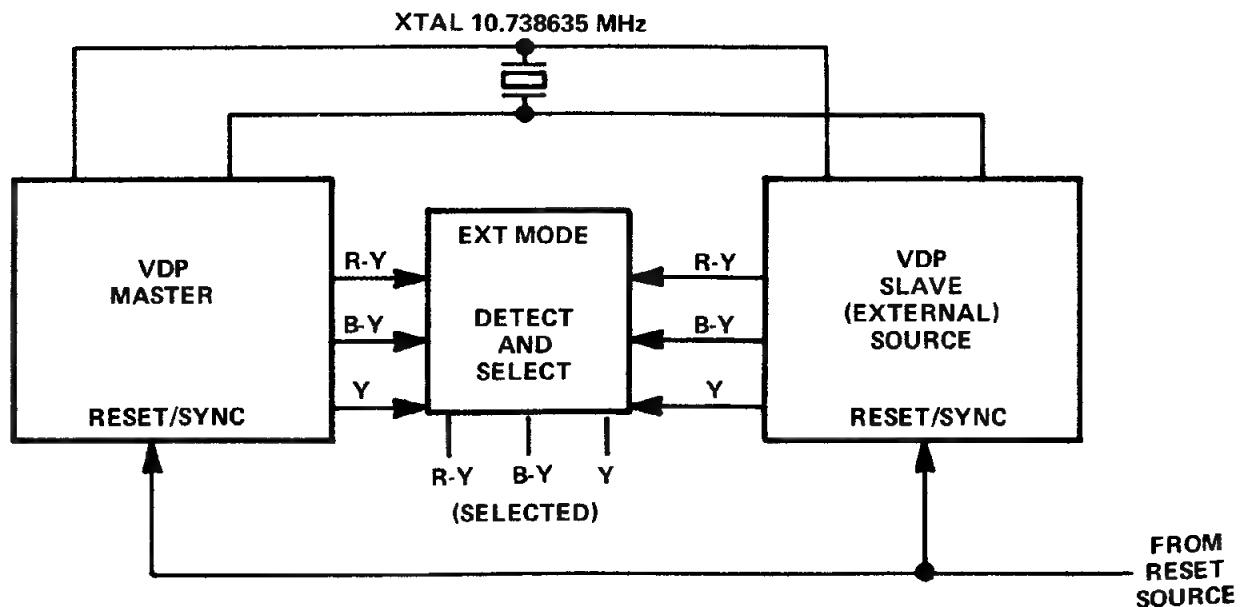 XTAL 10.738635 MHz
VDP
MASTER
RESET/SYNC
R-Y
B-Y
Y
EXT MODE
DETECT
AND
SELECT
R-Y
B-Y
Y
VDP
SLAVE
(EXTERNAL)
SOURCE
RESET/SYNC
R-Y
B-Y
Y
(SELECTED)
FROM
RESET
SOURCE